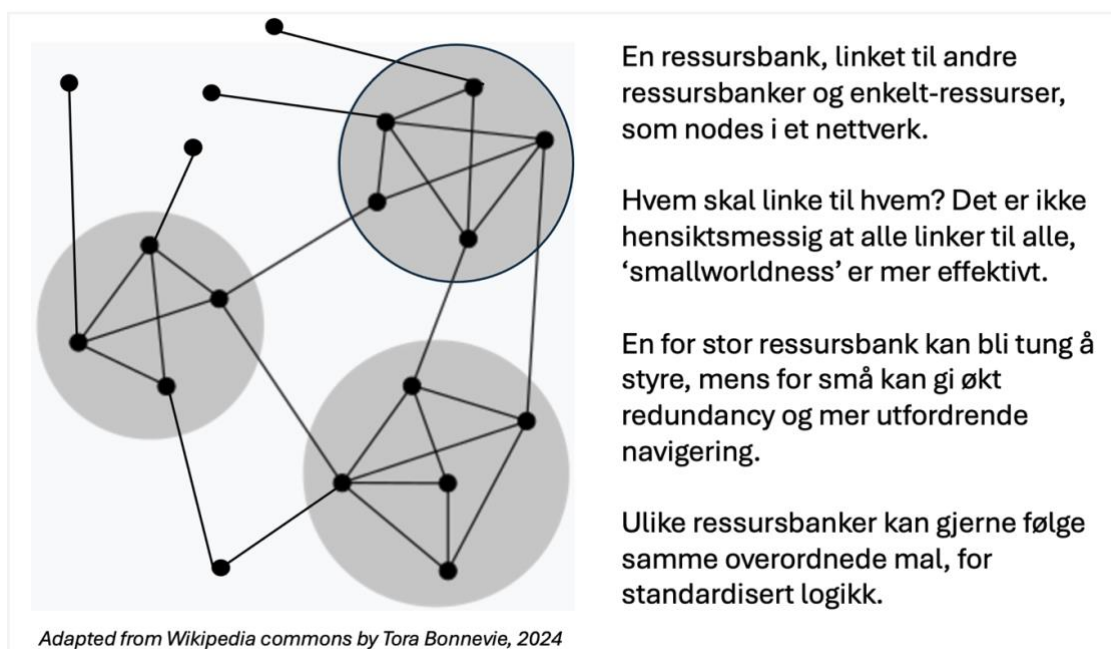 En ressursbank, linket til andre
ressursbanker og enkelt-ressurser,
som nodes i et nettverk.
Hvem skal linke til hvem? Det er ikke
hensiktsmessig at alle linker til alle,
‘smallworldness’ er mer effektivt.
En for stor ressursbank kan bli tung å
styre, mens for små kan gi økt
redundancy og mer utfordrende
navigering.
Ulike ressursbanker kan gjerne følge
samme overordnede mal, for
standardisert logikk.
Adapted from Wikipedia commons by Tora Bonnevie, 2024